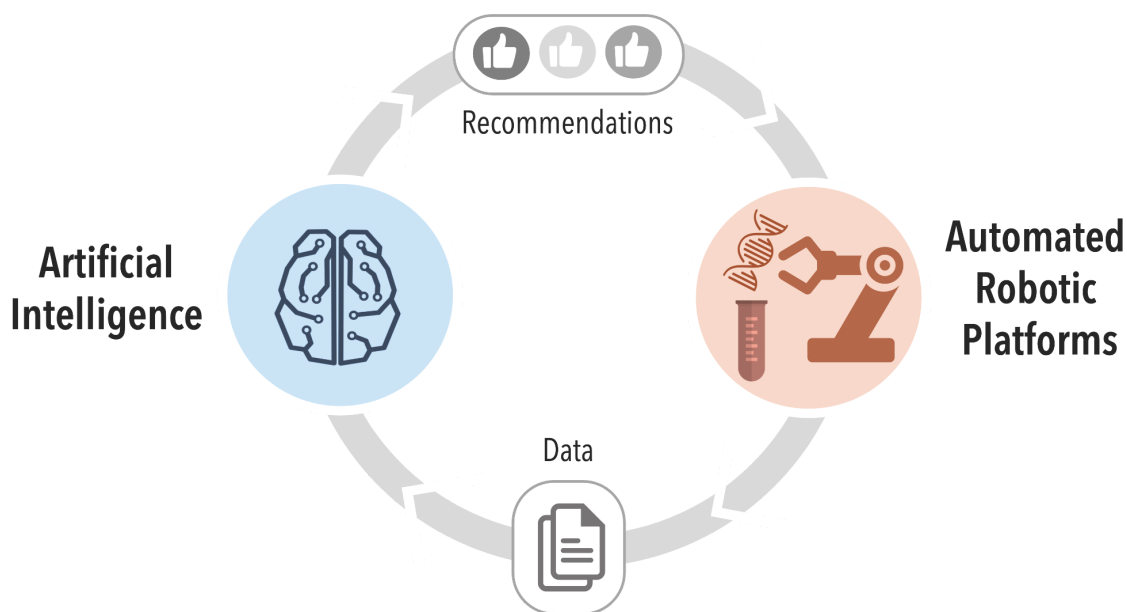 Recommendations
Artificial
Intelligence
Automated
Robotic
Platforms
Data